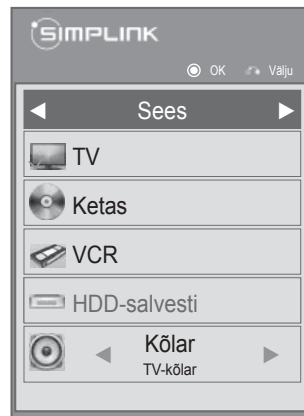 SIMPLINK
OK Välju
Sees
TV
Ketas
VCR
HDD-salvesti
Kõlar
TV-kõlar